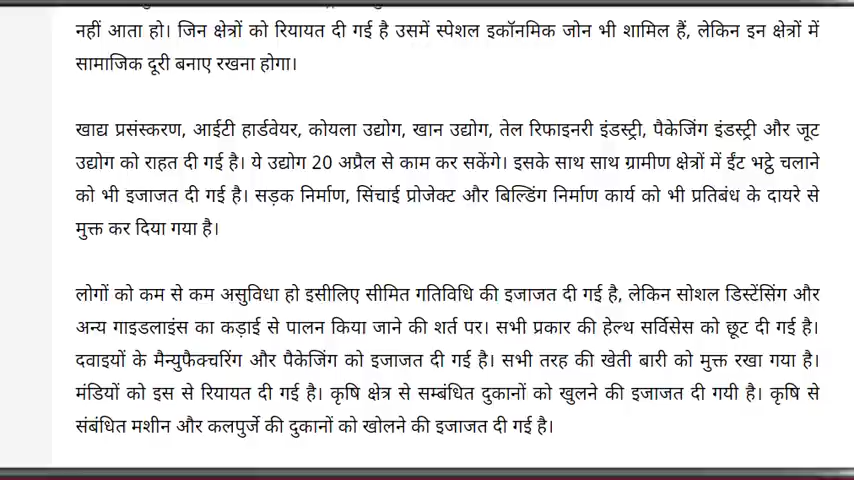 नहीं आता हो। जिन क्षेत्रों को रियायत दी गई है उसमें स्पेशल इकॉनमिक जोन भी शामिल हैं, लेकिन इन क्षेत्रों में
सामाजिक दूरी बनाए रखना होगा।
खाद्य प्रसंस्करण, आईटी हार्डवेयर, कोयला उद्योग, खान उद्योग, तेल रिफाइनरी इंडस्ट्री, पैकेजिंग इंडस्ट्री और जूट
उद्योग को राहत दी गई है। ये उद्योग 20 अप्रैल से काम कर सकेंगे। इसके साथ साथ ग्रामीण क्षेत्रों में ईंट भट्ठे चलाने
को भी इजाजत दी गई है। सड़क निर्माण, सिंचाई प्रोजेक्ट और बिल्डिंग निर्माण कार्य को भी प्रतिबंध के दायरे से
मुक्त कर दिया गया है।
लोगों को कम से कम असुविधा हो इसीलिए सीमित गतिविधि की इजाजत दी गई है, लेकिन सोशल डिस्टेंसिंग और
अन्य गाइडलाइंस का कड़ाई से पालन किया जाने की शर्त पर। सभी प्रकार की हेल्थ सर्विसेस को छूट दी गई है।
दवाइयों के मैन्युफैक्चरिंग और पैकेजिंग को इजाजत दी गई है। सभी तरह की खेती बारी को मुक्त रखा गया है।
मंडियों को इस से रियायत दी गई है। कृषि क्षेत्र से सम्बंधित दुकानों को खुलने की इजाजत दी गयी है। कृषि से
संबंधित मशीन और कलपुर्जे की दुकानों को खोलने की इजाजत दी गई है।